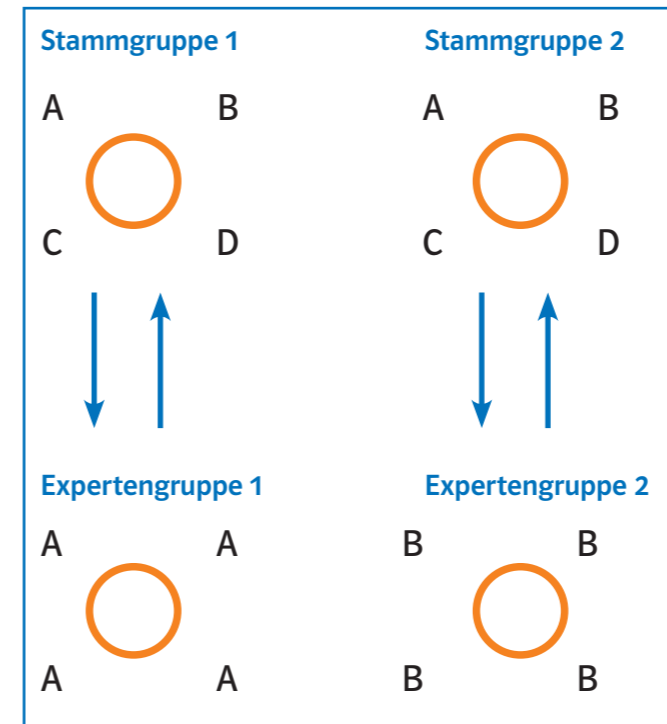 Stammgruppe 1 Stammgruppe 2
A B A B
C D C D
Expertengruppe 1 Expertengruppe 2
A A B B
A A B B